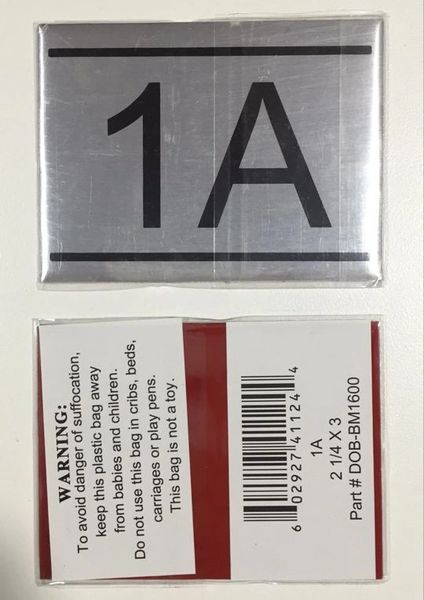 1A
WARNING:
To avoid danger of suffocation,
keep this plastic bag away
from babies and children.
Do not use this bag in cribs, beds,
carriages or play pens.
This bag is not a toy.
6 02927 41124 4
1A
2 1/4 X 3
Part # DOB-BM1600